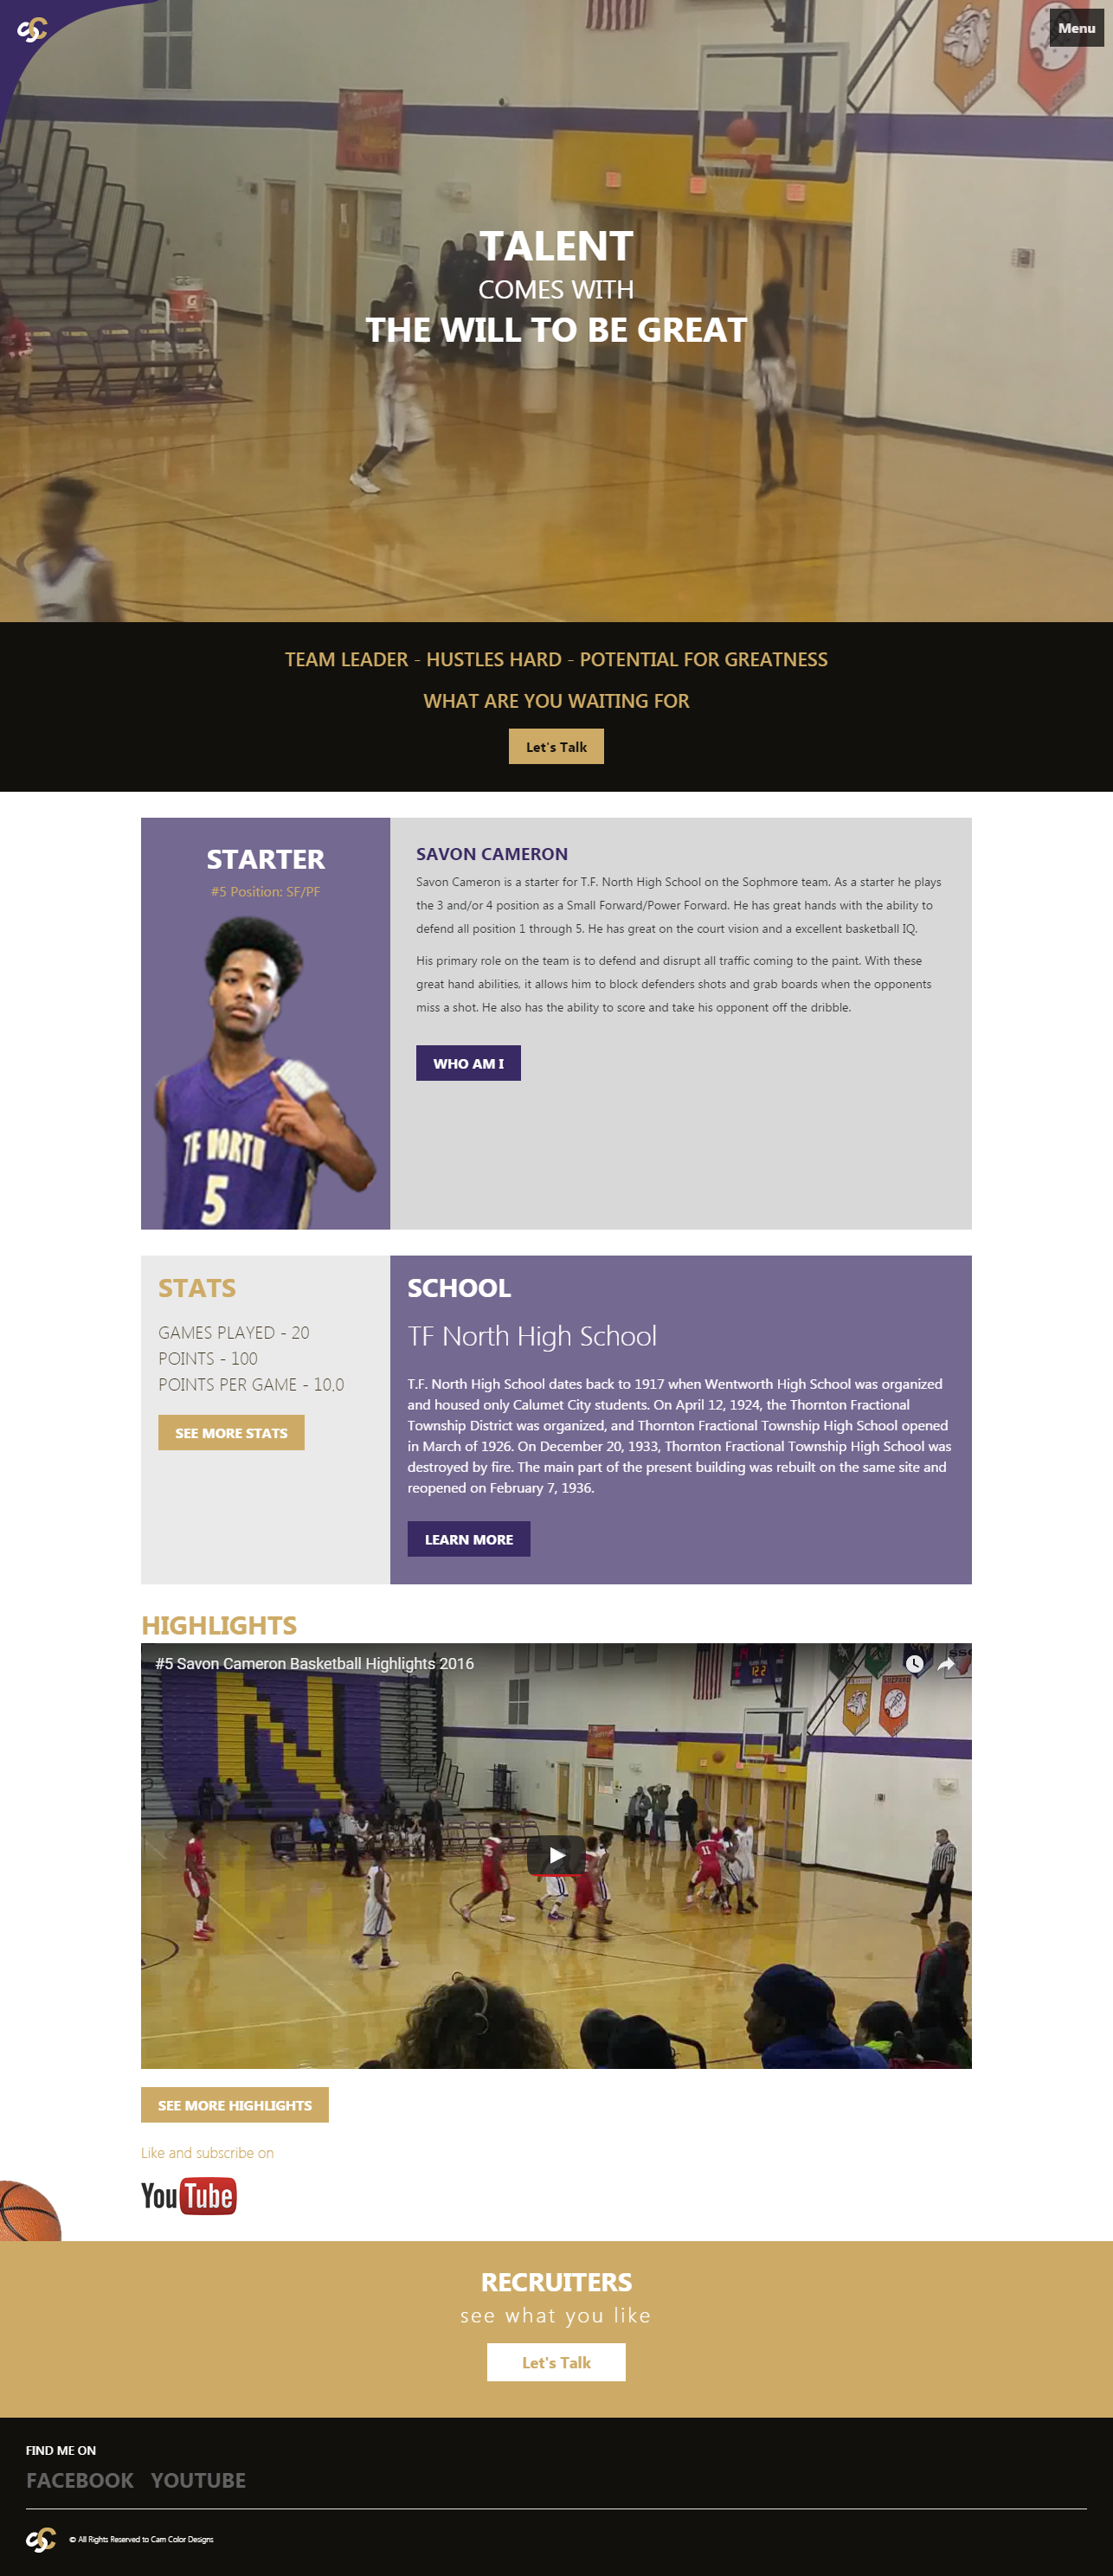 Menu
TALENT
COMES WITH
THE WILL TO BE GREAT
TEAM LEADER - HUSTLES HARD - POTENTIAL FOR GREATNESS
WHAT ARE YOU WAITING FOR
Let's Talk
STARTER
#5 Position: SF/PF
TF NORTH
5
SAVON CAMERON
Savon Cameron is a starter for T.F. North High School on the Sophmore team. As a starter he plays
the 3 and/or 4 position as a Small Forward/Power Forward. He has great hands with the ability to
defend all position 1 through 5. He has great on the court vision and a excellent basketball IQ.
His primary role on the team is to defend and disrupt all traffic coming to the paint. With these
great hand abilities, it allows him to block defenders shots and grab boards when the opponents
miss a shot. He also has the ability to score and take his opponent off the dribble.
WHO AM I
STATS
GAMES PLAYED - 20
POINTS - 100
POINTS PER GAME - 10.0
SEE MORE STATS
SCHOOL
TF North High School
T.F. North High School dates back to 1917 when Wentworth High School was organized
and housed only Calumet City students. On April 12, 1924, the Thornton Fractional
Township District was organized, and Thornton Fractional Township High School opened
in March of 1926. On December 20, 1933, Thornton Fractional Township High School was
destroyed by fire. The main part of the present building was rebuilt on the same site and
reopened on February 7, 1936.
LEARN MORE
HIGHLIGHTS
#5 Savon Cameron Basketball Highlights 2016
N
11
SEE MORE HIGHLIGHTS
Like and subscribe on
YouTube
RECRUITERS
see what you like
Let's Talk
FIND ME ON
FACEBOOK YOUTUBE
© All Rights Reserved to Cam Color Designs